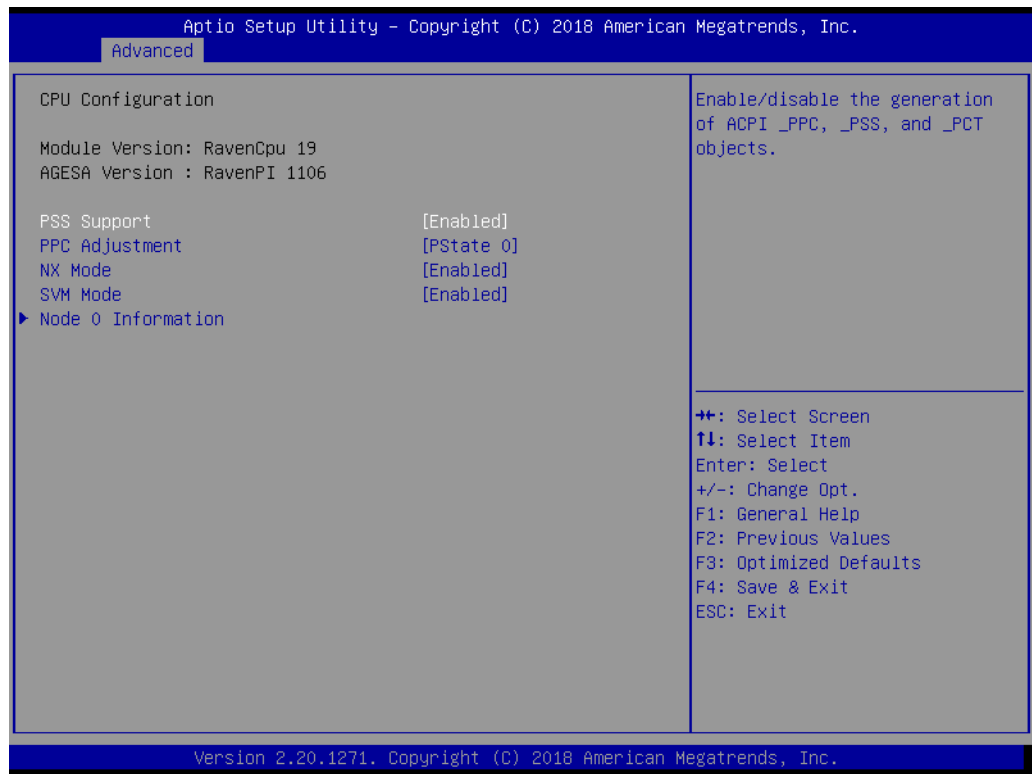 Aptio Setup Utility – Copyright (C) 2018 American Megatrends, Inc.
Advanced
CPU Configuration
Module Version: RavenCpu 19
AGESA Version : RavenPI 1106
PSS Support [Enabled]
PPC Adjustment [PState 0]
NX Mode [Enabled]
SVM Mode [Enabled]
Node 0 Information
Enable/disable the generation
of ACPI _PPC, _PSS, and _PCT
objects.
→←: Select Screen
↑↓: Select Item
Enter: Select
+/-: Change Opt.
F1: General Help
F2: Previous Values
F3: Optimized Defaults
F4: Save & Exit
ESC: Exit
Version 2.20.1271. Copyright (C) 2018 American Megatrends, Inc.